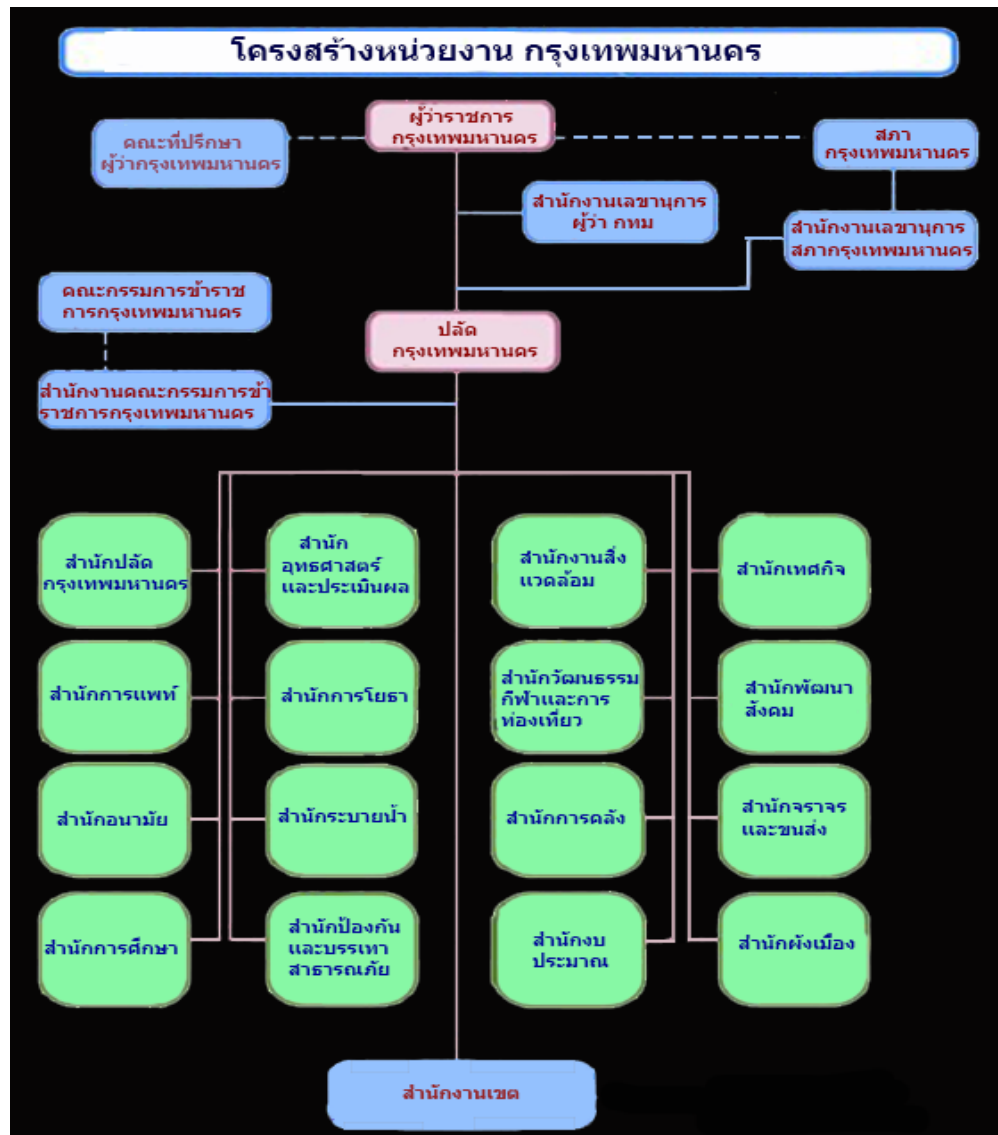 โครงสร้างหน่วยงาน กรุงเทพมหานคร
ผู้ว่าราชการ
กรุงเทพมหานคร
คณะที่ปรึกษา
ผู้ว่ากรุงเทพมหานคร
สภา
กรุงเทพมหานคร
สำนักงานเลขานุการ
ผู้ว่า กทม
สำนักงานเลขานุการ
สภากรุงเทพมหานคร
คณะกรรมการข้าราช
การกรุงเทพมหานคร
ปลัด
กรุงเทพมหานคร
สำนักงานคณะกรรมการข้า
ราชการกรุงเทพมหานคร
สำนักปลัด
กรุงเทพมหานคร
สำนัก
อุทธศาสตร์
และประเมินผล
สำนักงานสิ่ง
แวดล้อม
สำนักเทศกิจ
สำนักการแพท์
สำนักการโยธา
สำนักวัฒนธรรม
กีฬาและการ
ท่องเที่ยว
สำนักพัฒนา
สังคม
สำนักอนามัย
สำนักระบายน้ำ
สำนักการคลัง
สำนักจราจร
และขนส่ง
สำนักการศึกษา
สำนักป้องกัน
และบรรเทา
สาธารณภัย
สำนักงบ
ประมาณ
สำนักผังเมือง
สำนักงานเขต